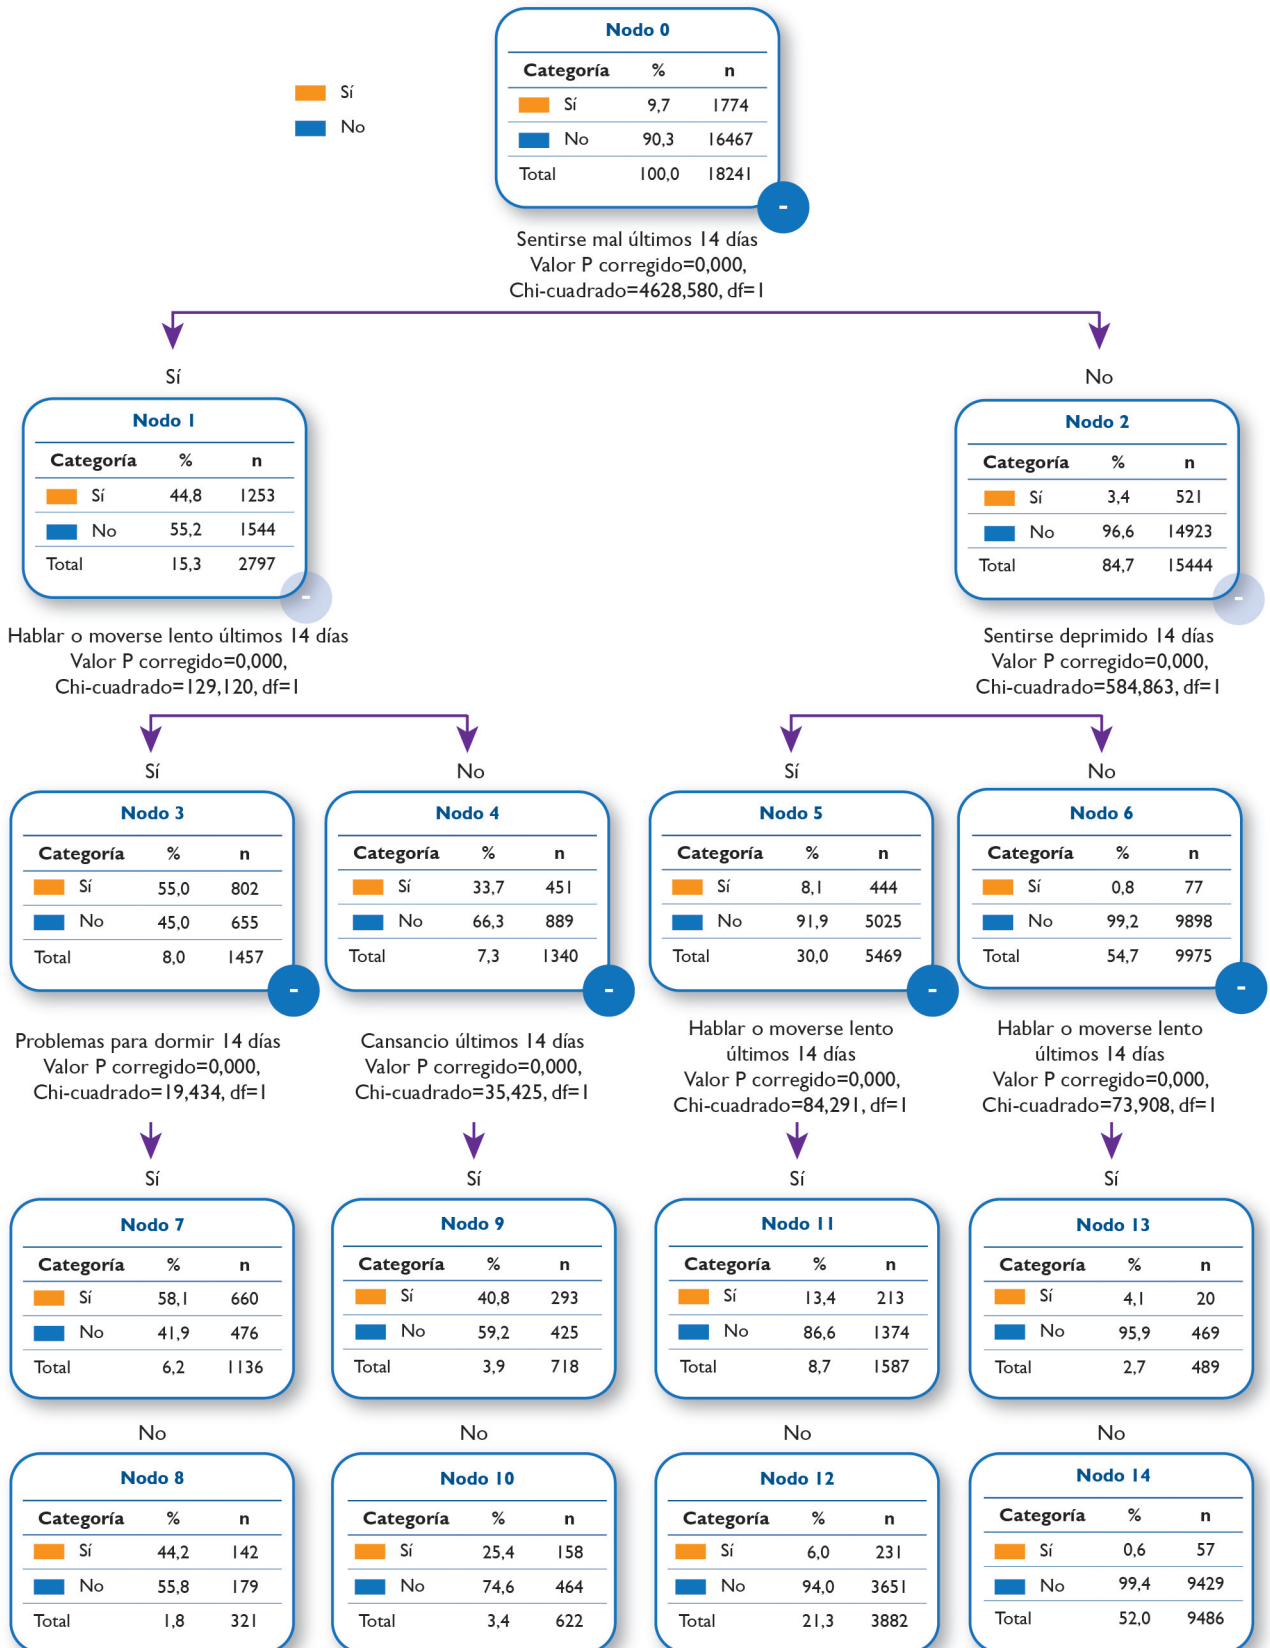 Sí
No
Nodo 0
Categoría % n
Sí 9,7 1774
No 90,3 16467
Total 100,0 18241
-
Sentirse mal últimos 14 días
Valor P corregido=0,000,
Chi-cuadrado=4628,580, df=1
Sí
Nodo 1
Categoría % n
Sí 44,8 1253
No 55,2 1544
Total 15,3 2797
-
Hablar o moverse lento últimos 14 días
Valor P corregido=0,000,
Chi-cuadrado=129,120, df=1
No
Nodo 2
Categoría % n
Sí 3,4 521
No 96,6 14923
Total 84,7 15444
-
Sentirse deprimido 14 días
Valor P corregido=0,000,
Chi-cuadrado=584,863, df=1
Sí
Nodo 3
Categoría % n
Sí 55,0 802
No 45,0 655
Total 8,0 1457
-
Problemas para dormir 14 días
Valor P corregido=0,000,
Chi-cuadrado=19,434, df=1
No
Nodo 4
Categoría % n
Sí 33,7 451
No 66,3 889
Total 7,3 1340
-
Cansancio últimos 14 días
Valor P corregido=0,000,
Chi-cuadrado=35,425, df=1
Sí
Nodo 5
Categoría % n
Sí 8,1 444
No 91,9 5025
Total 30,0 5469
-
Hablar o moverse lento
últimos 14 días
Valor P corregido=0,000,
Chi-cuadrado=84,291, df=1
No
Nodo 6
Categoría % n
Sí 0,8 77
No 99,2 9898
Total 54,7 9975
-
Hablar o moverse lento
últimos 14 días
Valor P corregido=0,000,
Chi-cuadrado=73,908, df=1
Sí
Nodo 7
Categoría % n
Sí 58,1 660
No 41,9 476
Total 6,2 1136
Sí
Nodo 9
Categoría % n
Sí 40,8 293
No 59,2 425
Total 3,9 718
Sí
Nodo 11
Categoría % n
Sí 13,4 213
No 86,6 1374
Total 8,7 1587
Sí
Nodo 13
Categoría % n
Sí 4,1 20
No 95,9 469
Total 2,7 489
No
Nodo 8
Categoría % n
Sí 44,2 142
No 55,8 179
Total 1,8 321
No
Nodo 10
Categoría % n
Sí 25,4 158
No 74,6 464
Total 3,4 622
No
Nodo 12
Categoría % n
Sí 6,0 231
No 94,0 3651
Total 21,3 3882
No
Nodo 14
Categoría % n
Sí 0,6 57
No 99,4 9429
Total 52,0 9486